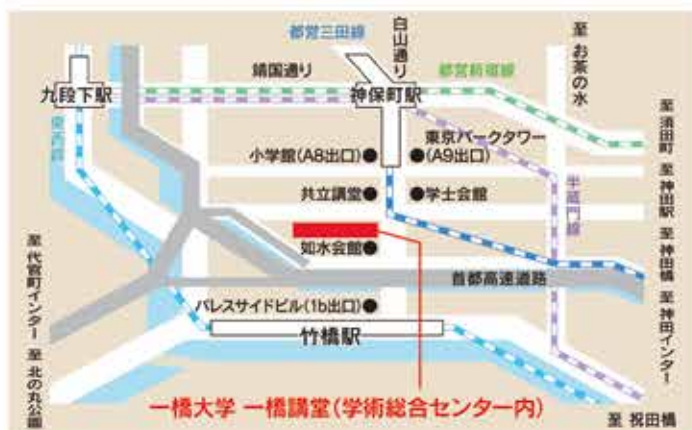 都営三田線
白山通り
至 お茶の水
靖国通り
都営新宿線
九段下駅
神保町駅
東西線
至 須田町
東京パークタワー
小学館(A8出口)
(A9出口)
至 神田駅
半蔵門線
共立講堂
学士会館
至 神田橋
如水会館
至 代官町インター
首都高速道路
至 神田インター
パレスサイドビル(1b出口)
竹橋駅
至 北の丸公園
一橋大学 一橋講堂(学術総合センター内)
至 祝田橋